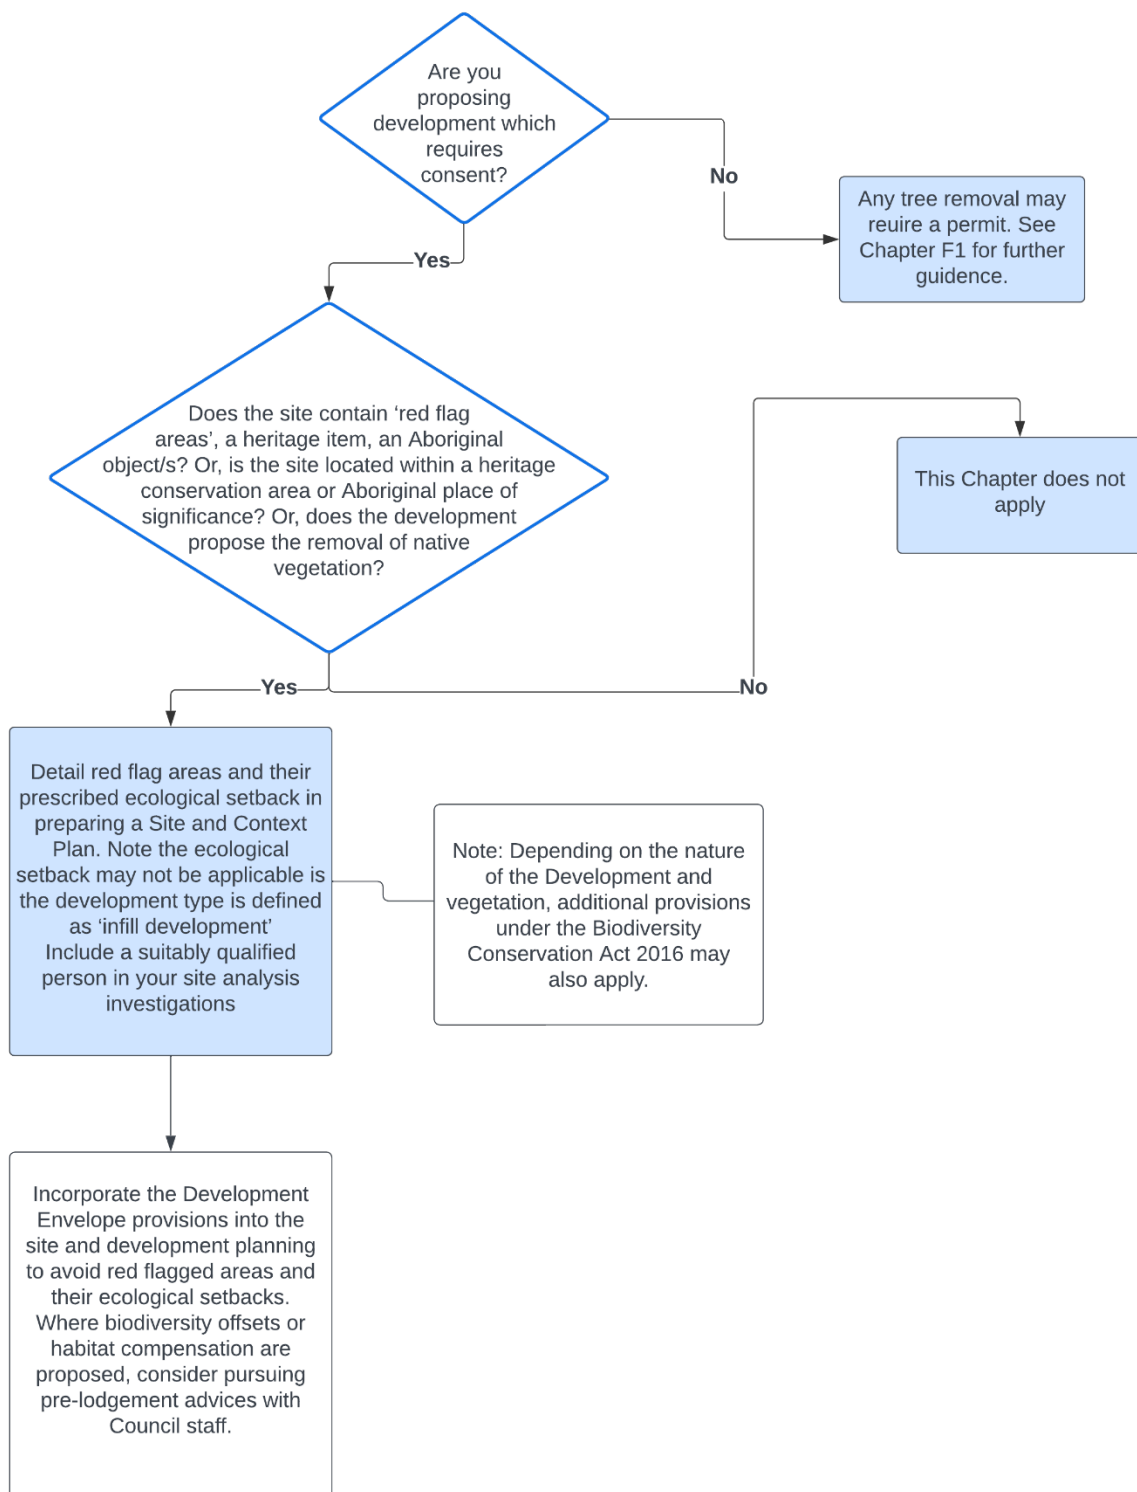 Are you
proposing
development which
requires
consent?
No
Any tree removal may
reuire a permit. See
Chapter F1 for further
guidence.
Yes
Does the site contain ‘red flag
areas’, a heritage item, an Aboriginal
object/s? Or, is the site located within a heritage
conservation area or Aboriginal place of
significance? Or, does the development
propose the removal of native
vegetation?
This Chapter does not
apply
Yes
No
Detail red flag areas and their
prescribed ecological setback in
preparing a Site and Context
Plan. Note the ecological
setback may not be applicable is
the development type is defined
as ‘infill development’
Include a suitably qualified
person in your site analysis
investigations
Note: Depending on the nature
of the Development and
vegetation, additional provisions
under the Biodiversity
Conservation Act 2016 may
also apply.
Incorporate the Development
Envelope provisions into the
site and development planning
to avoid red flagged areas and
their ecological setbacks.
Where biodiversity offsets or
habitat compensation are
proposed, consider pursuing
pre-lodgement advices with
Council staff.